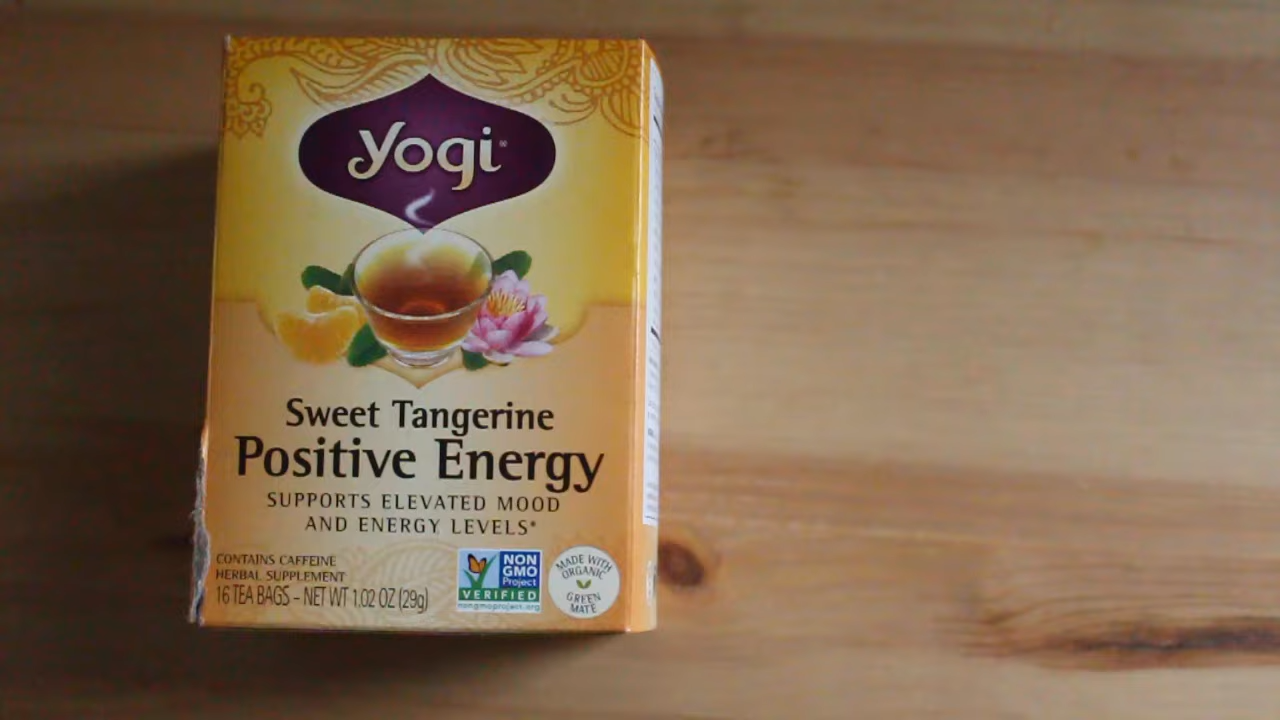 yogi®
Sweet Tangerine
Positive Energy
SUPPORTS ELEVATED MOOD
AND ENERGY LEVELS*
CONTAINS CAFFEINE
HERBAL SUPPLEMENT
16 TEA BAGS – NET WT 1.02 OZ (29g)
NON
GMO
Project
VERIFIED
nongmoproject.org
MADE WITH
ORGANIC
GREEN
MATE